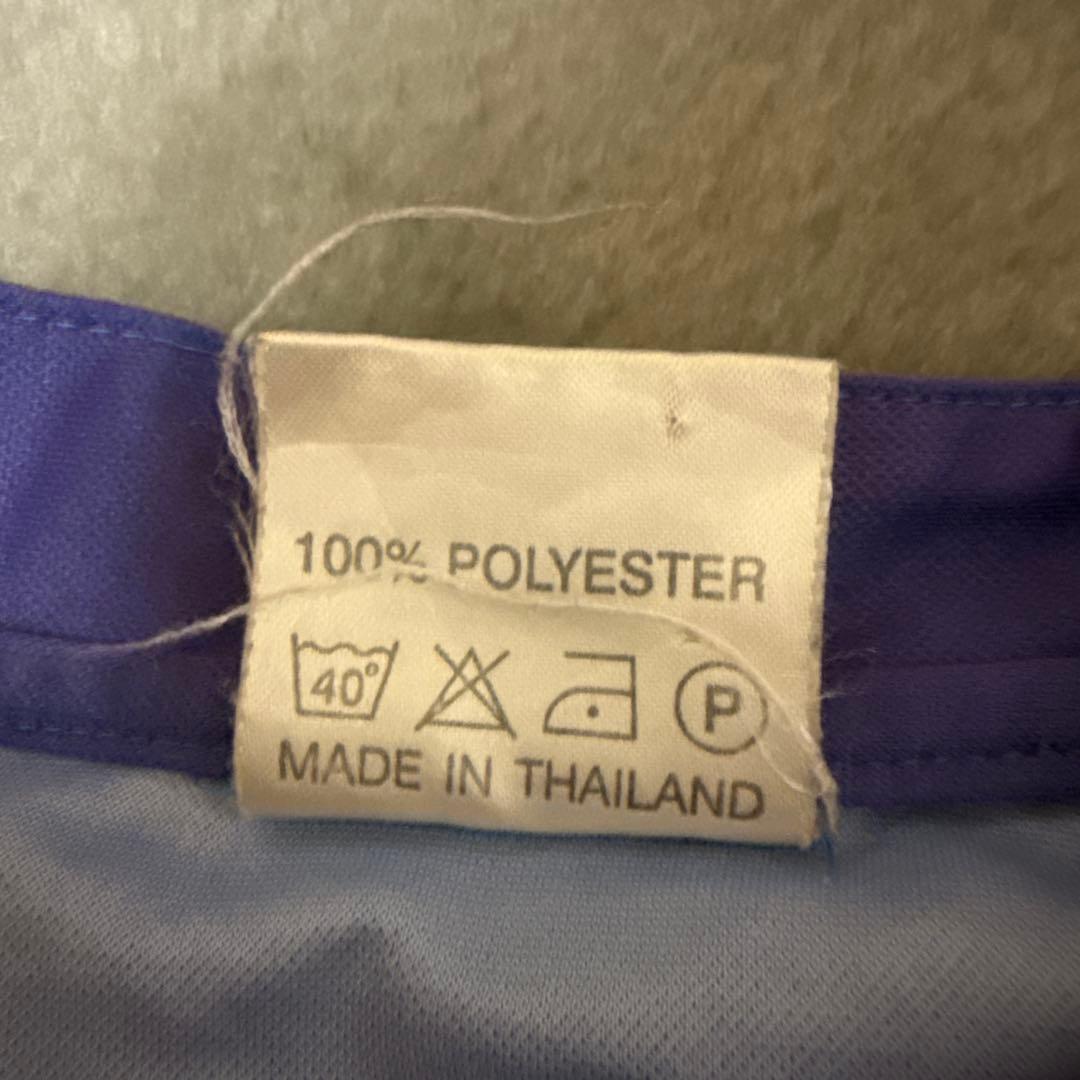 100% POLYESTER
40°
P
MADE IN THAILAND